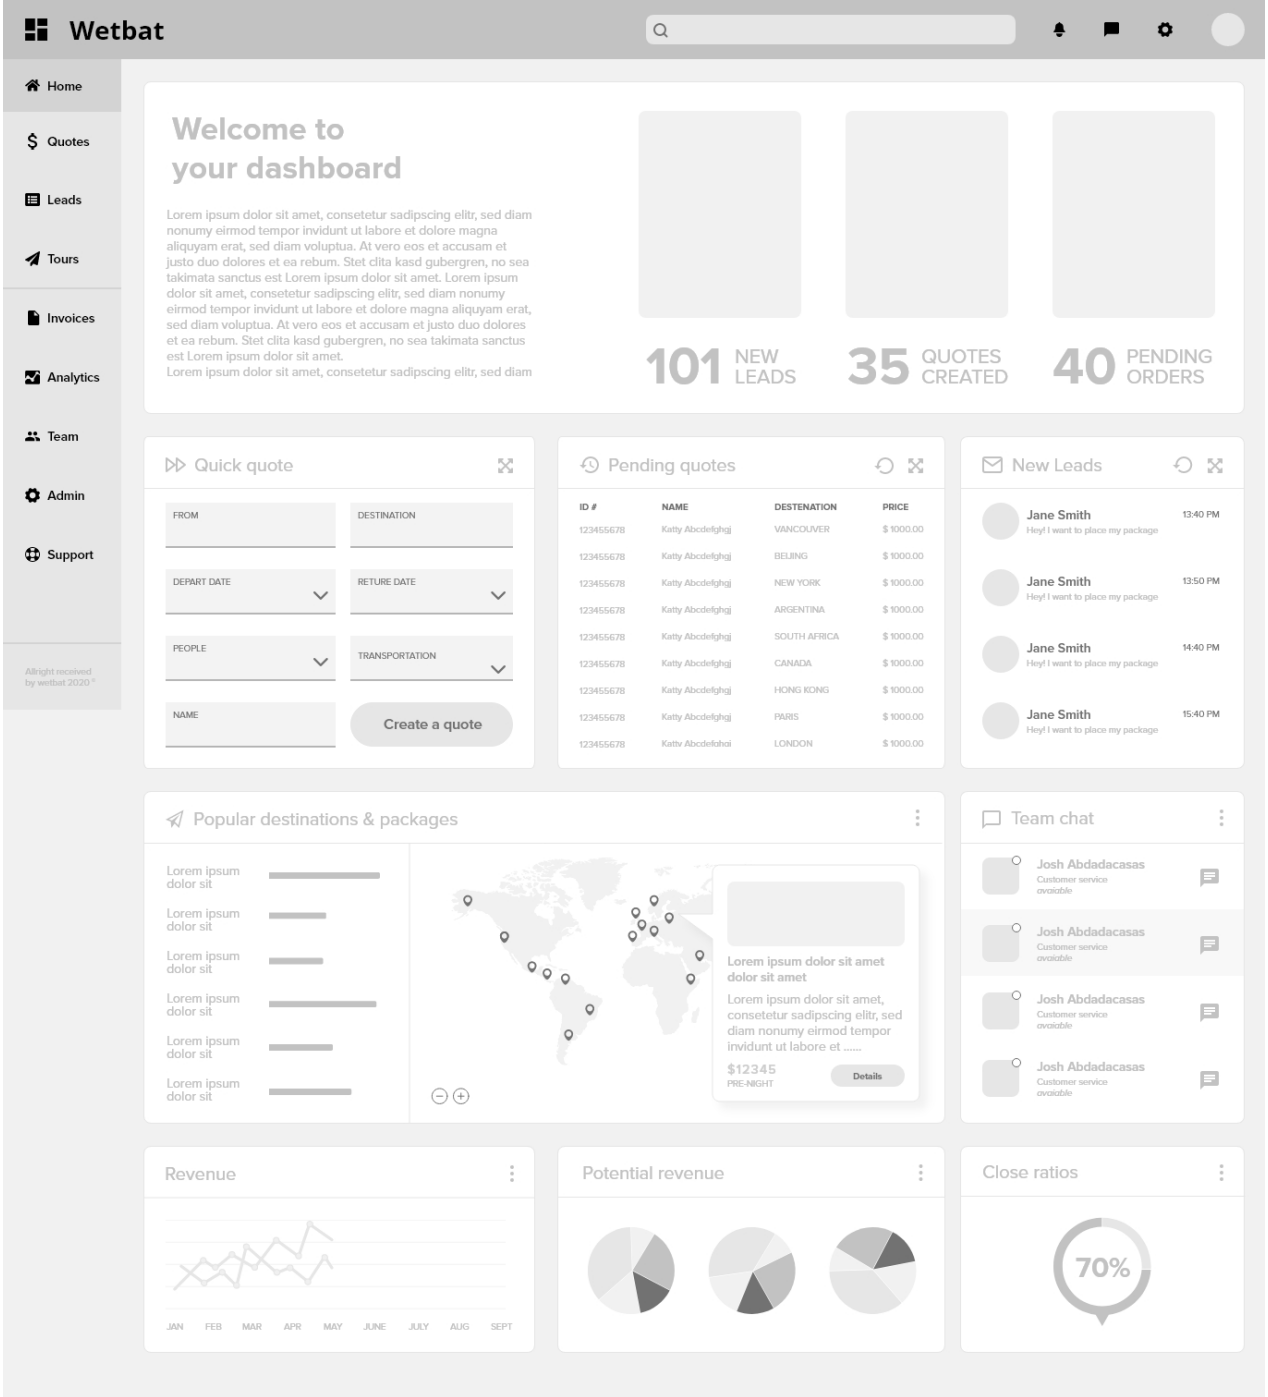 Wetbat
Home
Quotes
Leads
Tours
Invoices
Analytics
Team
Admin
Support
Allright received
by wetbat 2020 ©
Welcome to
your dashboard
Lorem ipsum dolor sit amet, consetetur sadipscing elitr, sed diam
nonumy eirmod tempor invidunt ut labore et dolore magna
aliquyam erat, sed diam voluptua. At vero eos et accusam et
justo duo dolores et ea rebum. Stet clita kasd gubergren, no sea
takimata sanctus est Lorem ipsum dolor sit amet. Lorem ipsum
dolor sit amet, consetetur sadipscing elitr, sed diam nonumy
eirmod tempor invidunt ut labore et dolore magna aliquyam erat,
sed diam voluptua. At vero eos et accusam et justo duo dolores
et ea rebum. Stet clita kasd gubergren, no sea takimata sanctus
est Lorem ipsum dolor sit amet.
Lorem ipsum dolor sit amet, consetetur sadipscing elitr, sed diam
101 NEW LEADS
35 QUOTES CREATED
40 PENDING ORDERS
Quick quote
FROM
DESTINATION
DEPART DATE
RETURE DATE
PEOPLE
TRANSPORTATION
NAME
Create a quote
Pending quotes
ID # NAME DESTENATION PRICE
123455678 Katty Abcdefghgj VANCOUVER $ 1000.00
123455678 Katty Abcdefghgj BEIJING $ 1000.00
123455678 Katty Abcdefghgj NEW YORK $ 1000.00
123455678 Katty Abcdefghgj ARGENTINA $ 1000.00
123455678 Katty Abcdefghgj SOUTH AFRICA $ 1000.00
123455678 Katty Abcdefghgj CANADA $ 1000.00
123455678 Katty Abcdefghgj HONG KONG $ 1000.00
123455678 Katty Abcdefghgj PARIS $ 1000.00
123455678 Katty Abcdefghgj LONDON $ 1000.00
New Leads
Jane Smith 13:40 PM
Hey! I want to place my package
Jane Smith 13:50 PM
Hey! I want to place my package
Jane Smith 14:40 PM
Hey! I want to place my package
Jane Smith 15:40 PM
Hey! I want to place my package
Popular destinations & packages
Lorem ipsum
dolor sit
Lorem ipsum
dolor sit
Lorem ipsum
dolor sit
Lorem ipsum
dolor sit
Lorem ipsum
dolor sit
Lorem ipsum
dolor sit
Lorem ipsum dolor sit amet
dolor sit amet
Lorem ipsum dolor sit amet,
consetetur sadipscing elitr, sed
diam nonumy eirmod tempor
invidunt ut labore et ......
$12345
PRE-NIGHT
Details
Team chat
Josh Abdadacasas
Customer service
avaiable
Josh Abdadacasas
Customer service
avaiable
Josh Abdadacasas
Customer service
avaiable
Josh Abdadacasas
Customer service
avaiable
Revenue
JAN FEB MAR APR MAY JUNE JULY AUG SEPT
Potential revenue
Close ratios
70%